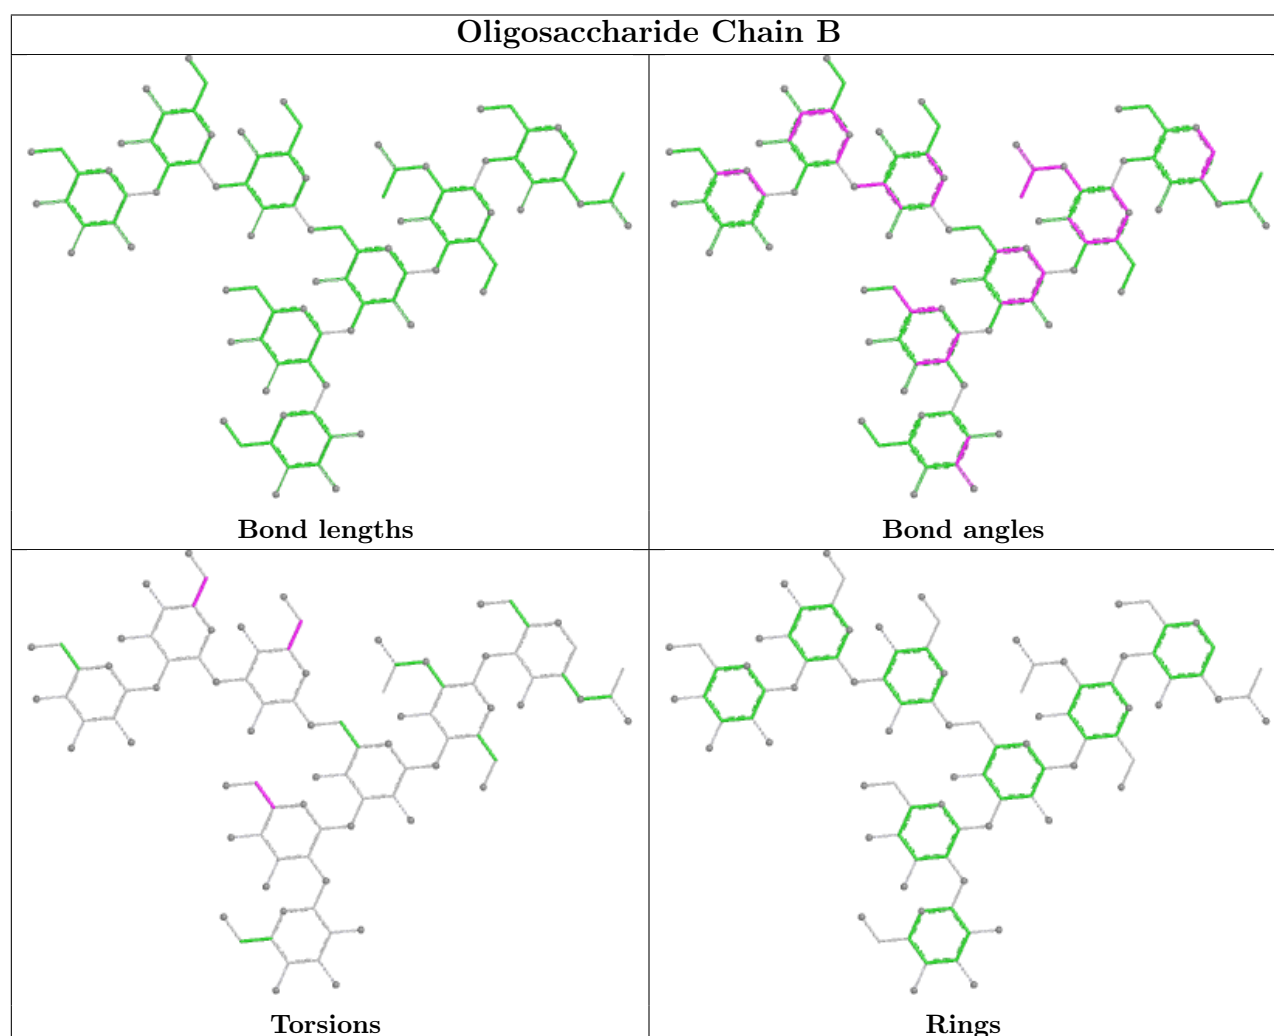 Oligosaccharide Chain B
Bond lengths
Bond angles
Torsions
Rings